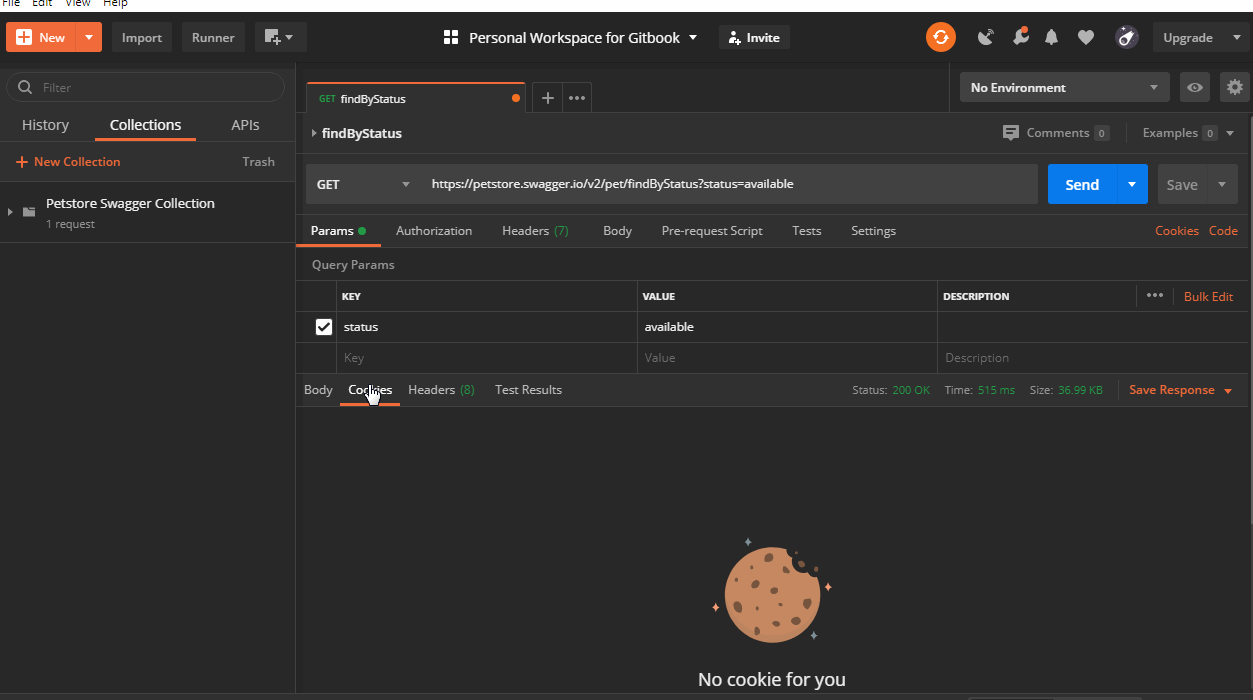 File Edit View Help
New Import Runner Personal Workspace for Gitbook Invite Upgrade
Filter
History Collections APIs
New Collection Trash
Petstore Swagger Collection
1 request
GET findByStatus
No Environment
findByStatus Comments 0 Examples 0
GET https://petstore.swagger.io/v2/pet/findByStatus?status=available Send Save
Params Authorization Headers (7) Body Pre-request Script Tests Settings Cookies Code
Query Params
KEY VALUE DESCRIPTION Bulk Edit
status available
Key Value Description
Body Cookies Headers (8) Test Results Status: 200 OK Time: 515 ms Size: 36.99 KB Save Response
No cookie for you